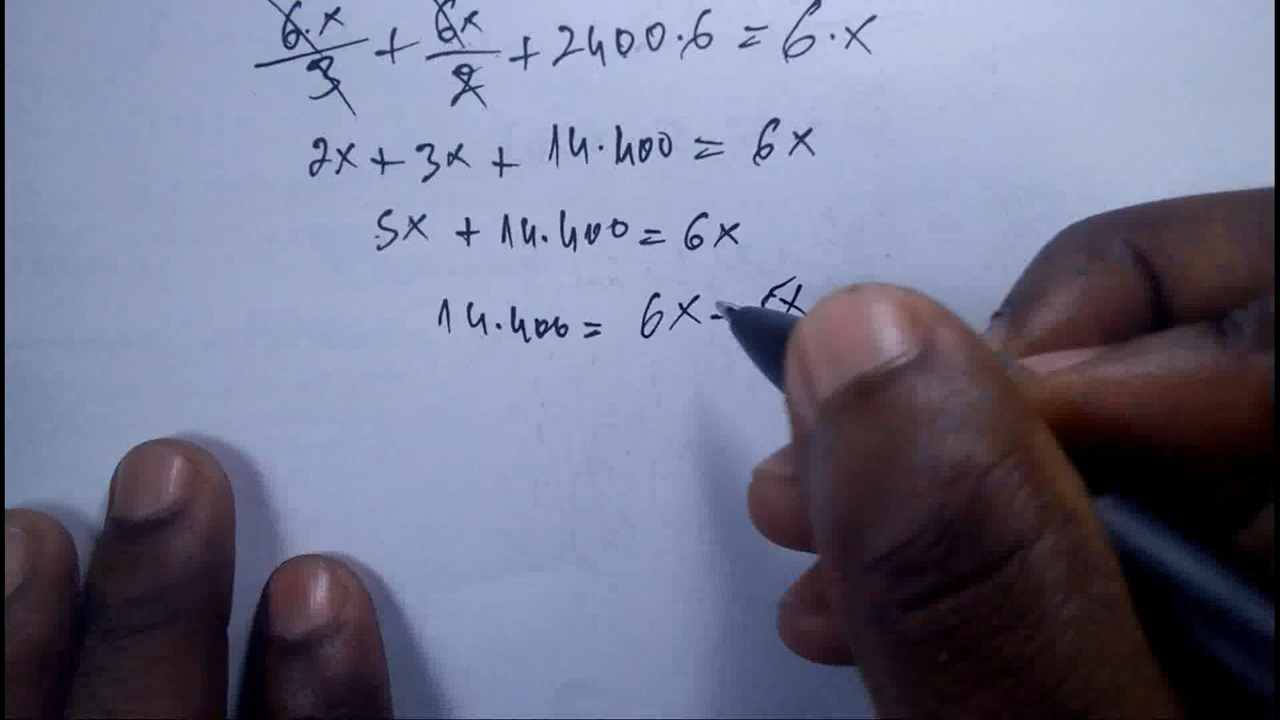 6.x/3 + 6x/2 + 2400.6 = 6.x
2x + 3x + 14.400 = 6x
5x + 14.400 = 6x
14.400 = 6x - 5x